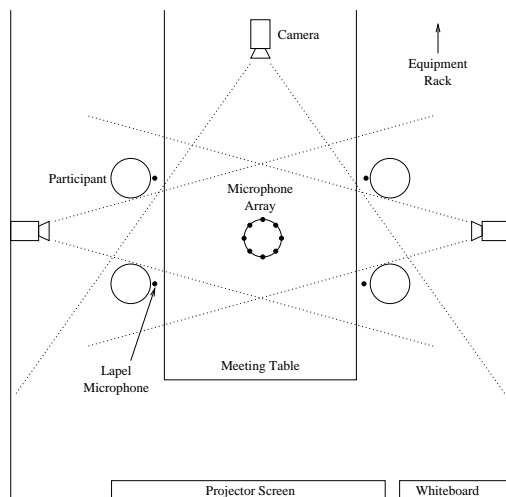 Camera
Equipment
Rack
Participant
Microphone
Array
Meeting Table
Lapel
Microphone
Projector Screen
Whiteboard